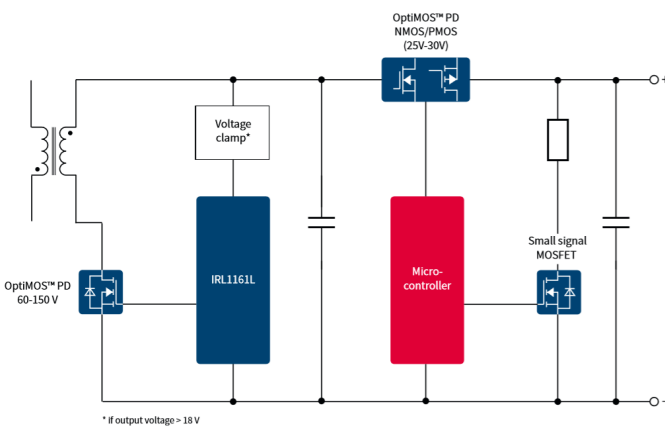 OptiMOS™ PD
NMOS/PMOS
(25V-30V)
+
Voltage
clamp*
Small signal
MOSFET
OptiMOS™ PD
60-150 V
IRL1161L
Micro-
controller
-
* if output voltage > 18 V